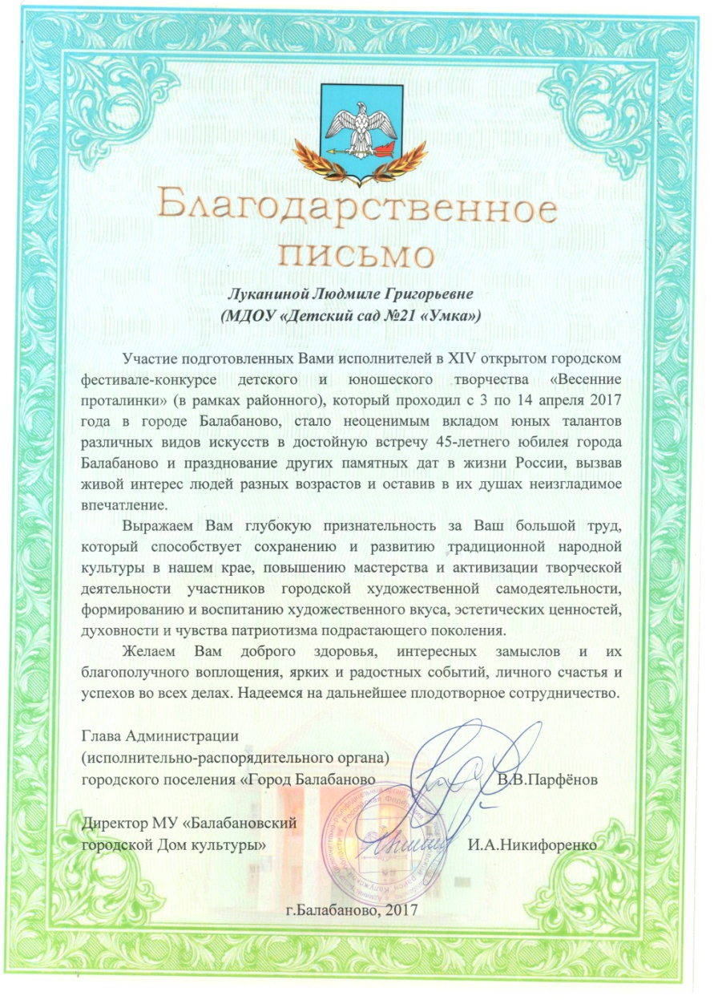 Благодарственное
письмо
Луканиной Людмиле Григорьевне
(МДОУ «Детский сад №21 «Умка»)
Участие подготовленных Вами исполнителей в XIV открытом городском
фестивале-конкурсе детского и юношеского творчества «Весенние
проталинки» (в рамках районного), который проходил с 3 по 14 апреля 2017
года в городе Балабаново, стало неоценимым вкладом юных талантов
различных видов искусств в достойную встречу 45-летнего юбилея города
Балабаново и празднование других памятных дат в жизни России, вызвав
живой интерес людей разных возрастов и оставив в их душах неизгладимое
впечатление.
Выражаем Вам глубокую признательность за Ваш большой труд,
который способствует сохранению и развитию традиционной народной
культуры в нашем крае, повышению мастерства и активизации творческой
деятельности участников городской художественной самодеятельности,
формированию и воспитанию художественного вкуса, эстетических ценностей,
духовности и чувства патриотизма подрастающего поколения.
Желаем Вам доброго здоровья, интересных замыслов и их
благополучного воплощения, ярких и радостных событий, личного счастья и
успехов во всех делах. Надеемся на дальнейшее плодотворное сотрудничество.
Глава Администрации
(исполнительно-распорядительного органа)
городского поселения «Город Балабаново В.В.Парфёнов
Директор МУ «Балабановский
городской Дом культуры» И.А.Никифоренко
г.Балабаново, 2017